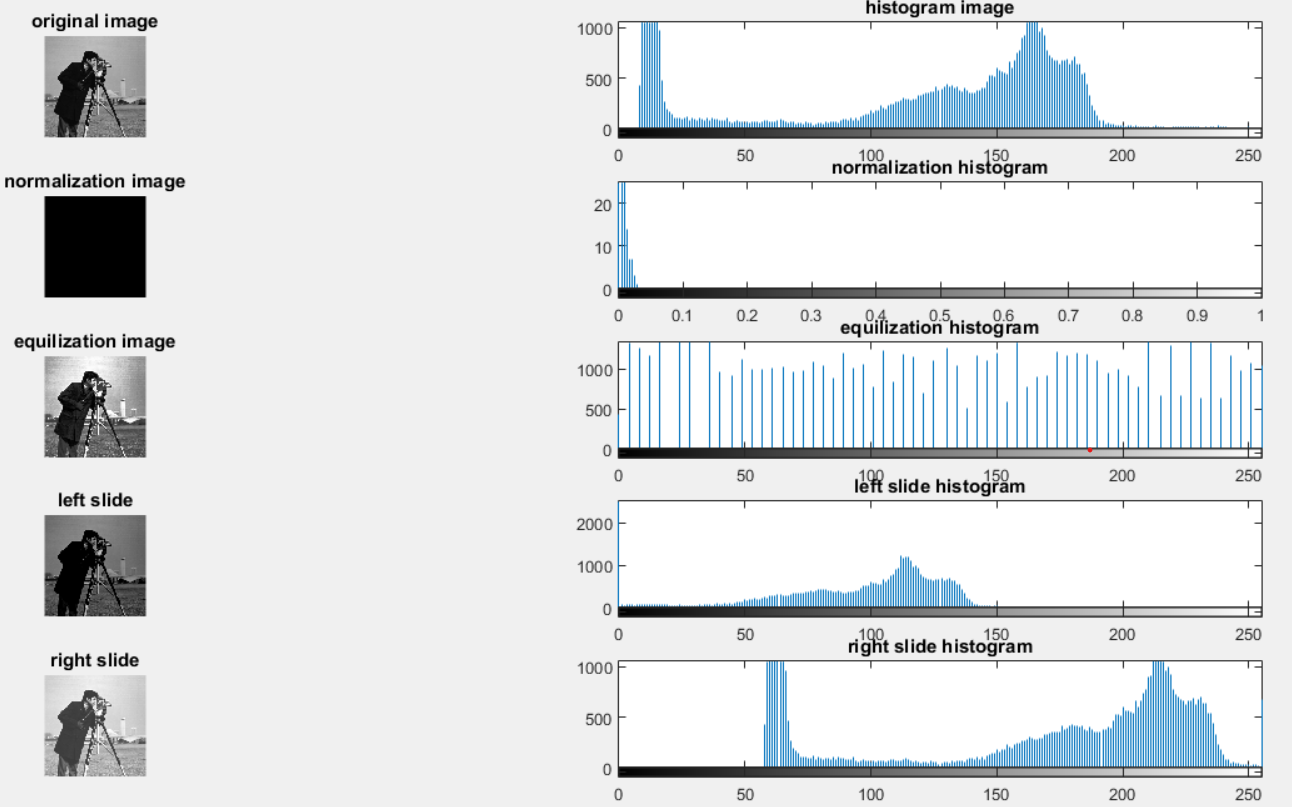 original image
histogram image
1000
500
0
0 50 100 150 200 250
normalization image
normalization histogram
20
10
0
0 0.1 0.2 0.3 0.4 0.5 0.6 0.7 0.8 0.9 1
equilization image
equilization histogram
1000
500
0
0 50 100 150 200 250
left slide
left slide histogram
2000
1000
0
0 50 100 150 200 250
right slide
right slide histogram
1000
500
0
0 50 100 150 200 250